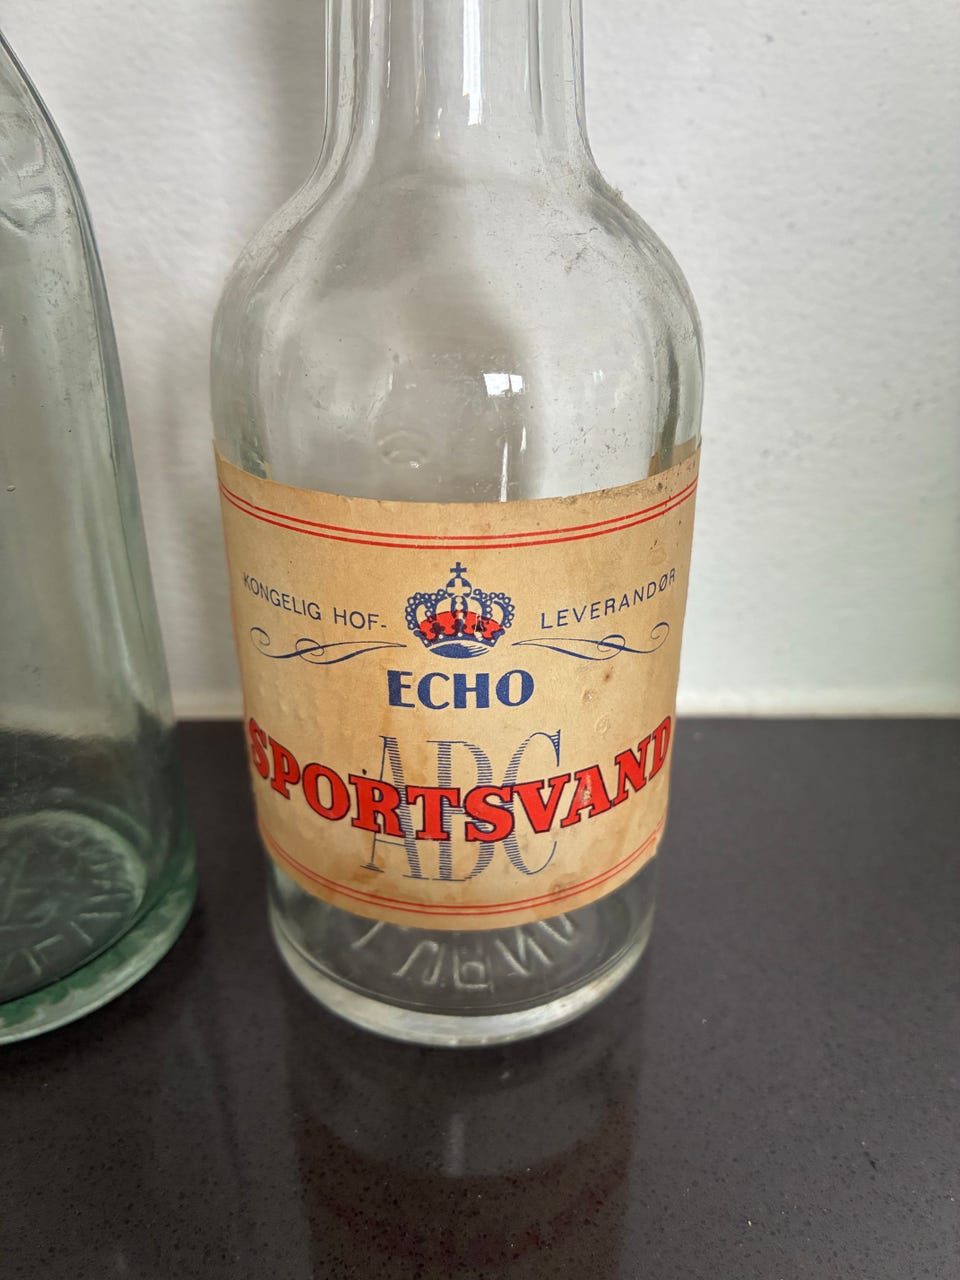 KONGELIG HOF- LEVERANDØR
ECHO
ABC
SPORTSVAND